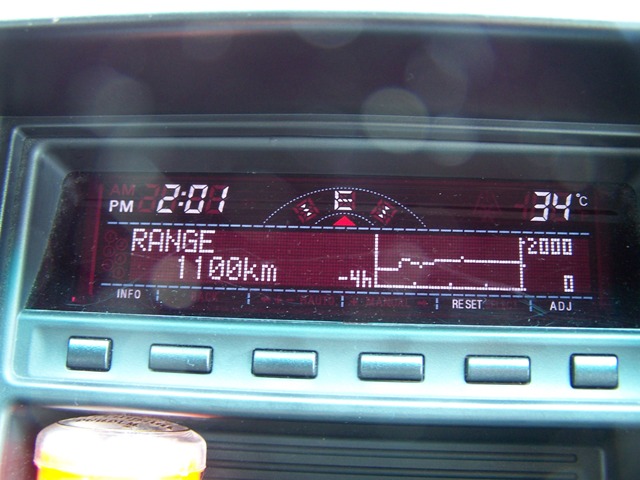 AM
PM 2:01 E 34°C
RANGE
1100km -4h 2000
0
INFO RESET ADJ